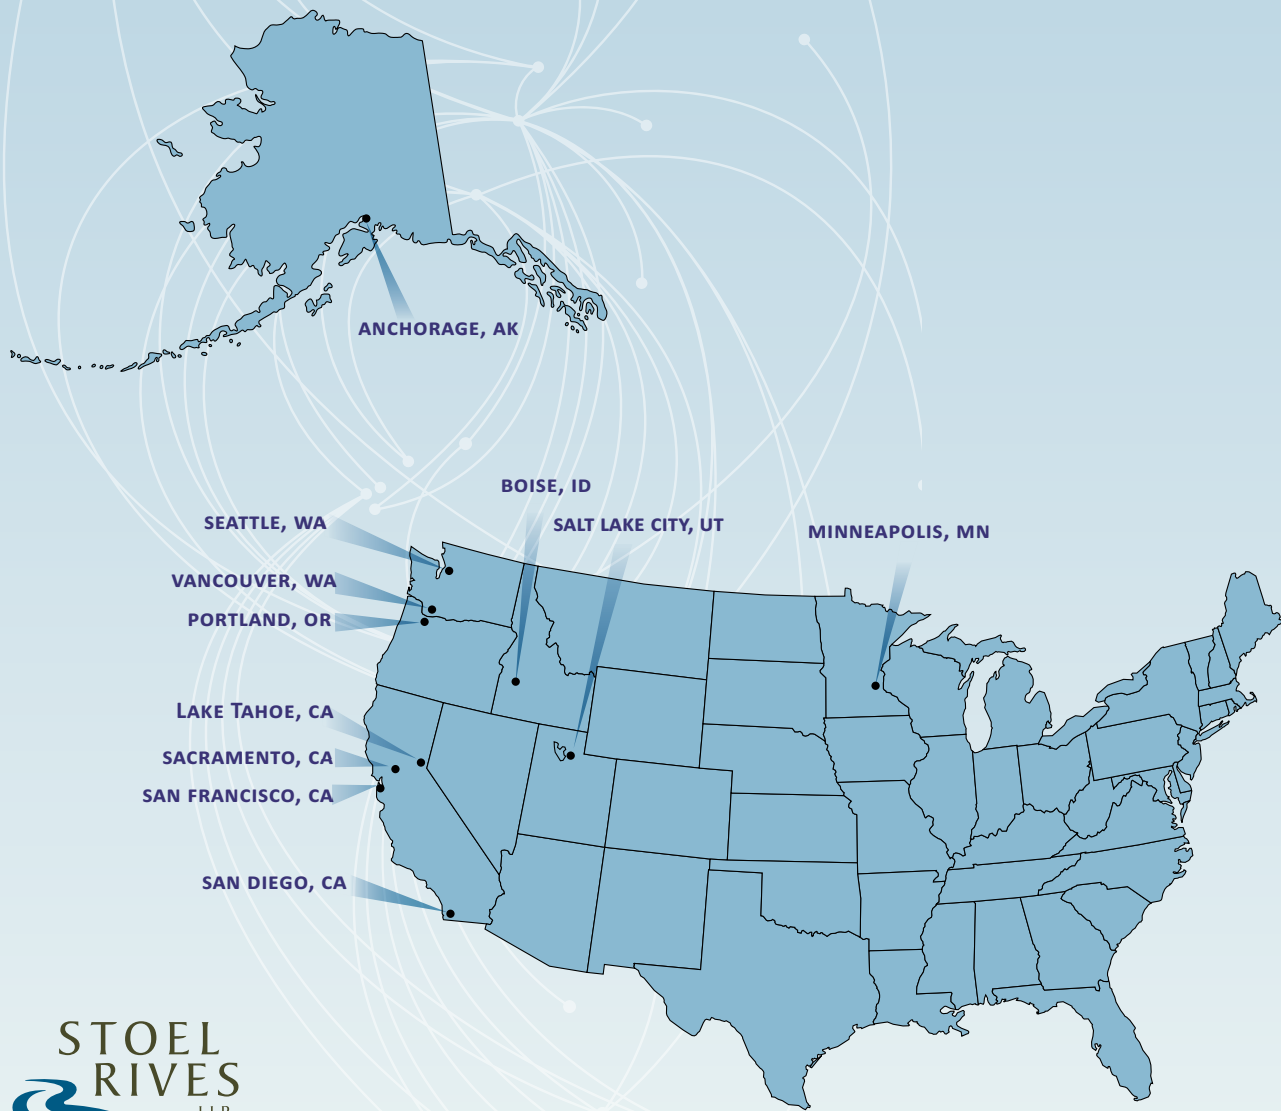 ANCHORAGE, AK
BOISE, ID
SEATTLE, WA
SALT LAKE CITY, UT
MINNEAPOLIS, MN
VANCOUVER, WA
PORTLAND, OR
LAKE TAHOE, CA
SACRAMENTO, CA
SAN FRANCISCO, CA
SAN DIEGO, CA
STOEL
RIVES
LLP